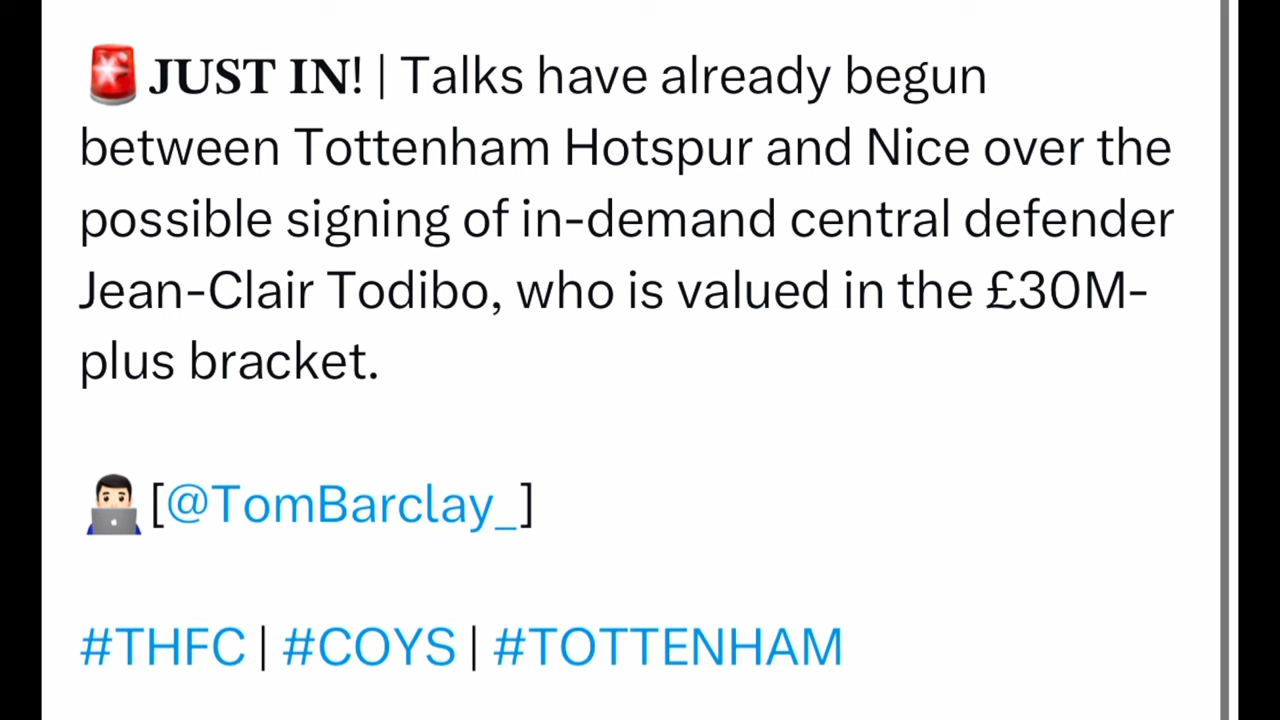 🚨JUST IN! | Talks have already begun
between Tottenham Hotspur and Nice over the
possible signing of in-demand central defender
Jean-Clair Todibo, who is valued in the £30M-
plus bracket.
👨🏻‍💻[@TomBarclay_]
#THFC | #COYS | #TOTTENHAM